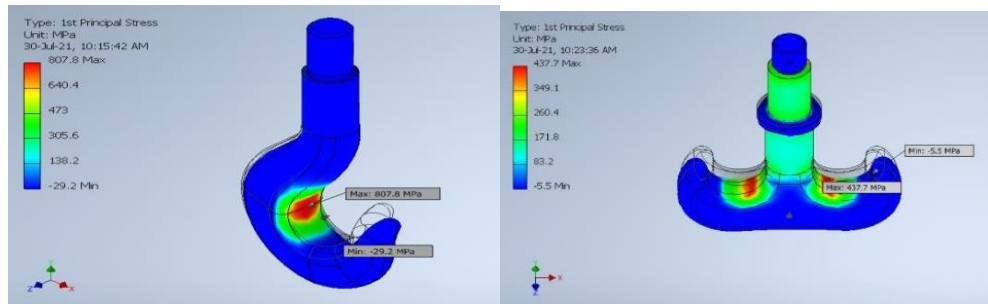 Type: 1st Principal Stress
Unit: MPa
30-Jul-21, 10:15:42 AM
807.8 Max
640.4
473
305.6
138.2
-29.2 Min
Max: 807.8 MPa
Min: -29.2 MPa
Y
Z
X
Type: 1st Principal Stress
Unit: MPa
30-Jul-21, 10:23:36 AM
437.7 Max
349.1
260.4
171.8
83.2
-5.5 Min
Min: -5.5 MPa
Max: 437.7 MPa
Y
X
Z